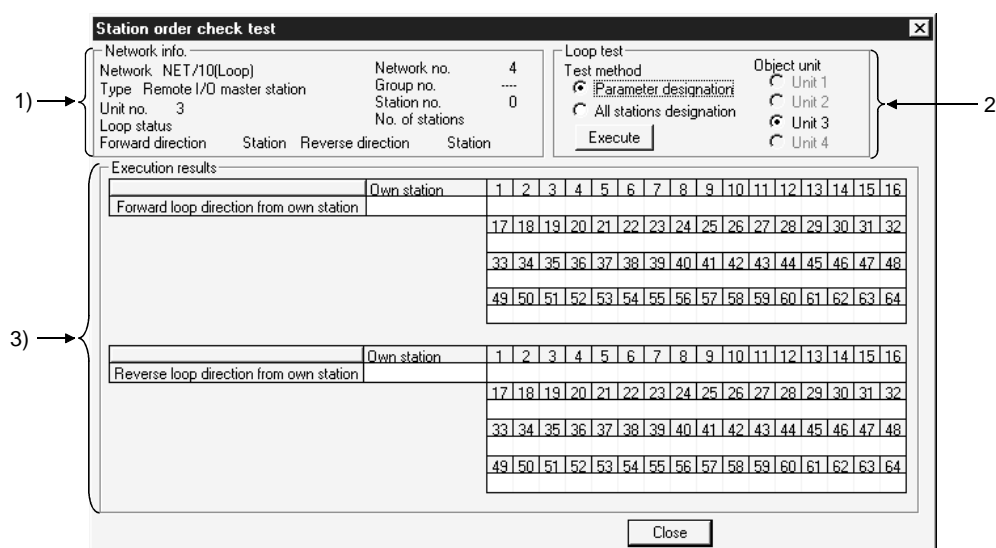 Station order check test
Network info.
Network NET/10(Loop)
Type Remote I/O master station
Unit no. 3
Loop status
Forward direction Station Reverse direction Station
Network no. 4
Group no. ----
Station no. 0
No. of stations
Loop test
Test method
Parameter designation
All stations designation
Execute
Object unit
Unit 1
Unit 2
Unit 3
Unit 4
1)
2
Execution results
Own station 1 2 3 4 5 6 7 8 9 10 11 12 13 14 15 16
Forward loop direction from own station
17 18 19 20 21 22 23 24 25 26 27 28 29 30 31 32
33 34 35 36 37 38 39 40 41 42 43 44 45 46 47 48
49 50 51 52 53 54 55 56 57 58 59 60 61 62 63 64
3)
Own station 1 2 3 4 5 6 7 8 9 10 11 12 13 14 15 16
Reverse loop direction from own station
17 18 19 20 21 22 23 24 25 26 27 28 29 30 31 32
33 34 35 36 37 38 39 40 41 42 43 44 45 46 47 48
49 50 51 52 53 54 55 56 57 58 59 60 61 62 63 64
Close